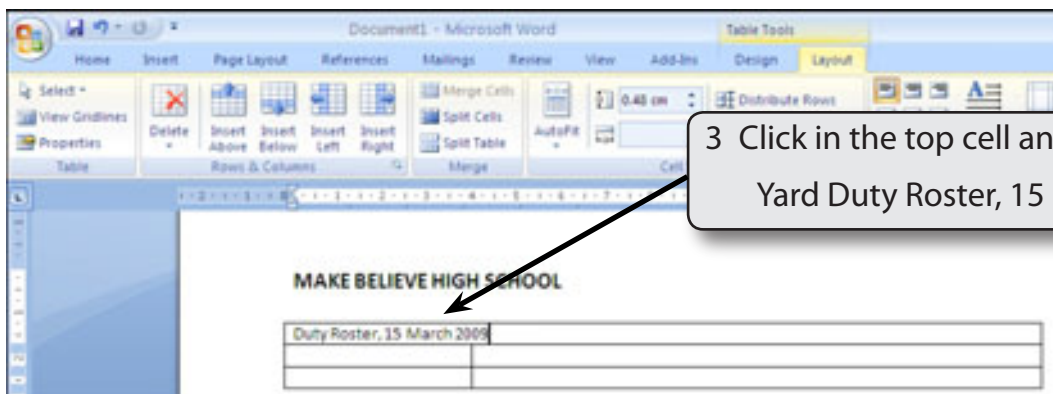 Document1 - Microsoft Word
Table Tools
Home Insert Page Layout References Mailings Review View Add-Ins Design Layout
Select
View Gridlines
Properties
Delete
Insert Above
Insert Below
Insert Left
Insert Right
Merge Cells
Split Cells
Split Table
AutoFit
0.48 cm
Distribute Rows
Table
Rows & Columns
Merge
Cell
3 Click in the top cell an
Yard Duty Roster, 15
MAKE BELIEVE HIGH SCHOOL
Duty Roster, 15 March 2009